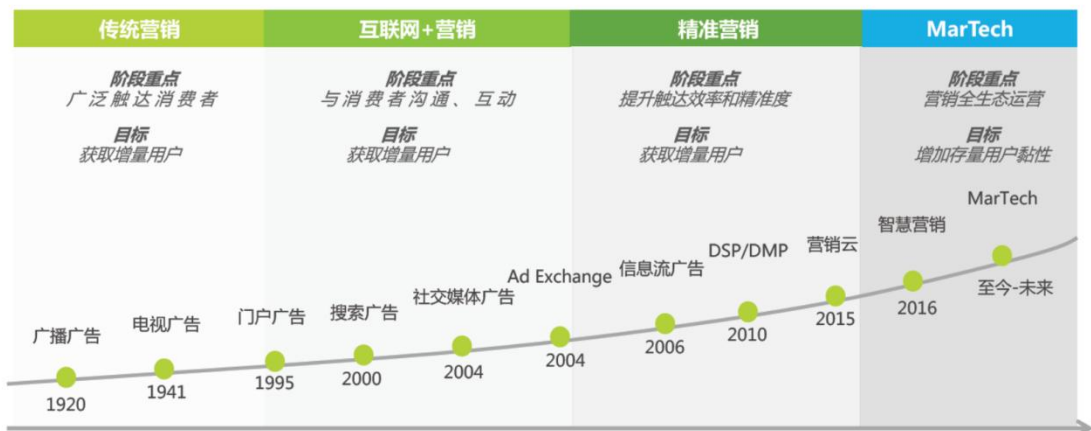 传统营销
互联网+营销
精准营销
MarTech
阶段重点
广泛触达消费者
目标
获取增量用户
阶段重点
与消费者沟通、互动
目标
获取增量用户
阶段重点
提升触达效率和精准度
目标
获取增量用户
阶段重点
营销全生态运营
目标
增加存量用户黏性
广播广告
1920
电视广告
1941
门户广告
1995
搜索广告
2000
社交媒体广告
2004
Ad Exchange
2004
信息流广告
2006
DSP/DMP
2010
营销云
2015
智慧营销
2016
MarTech
至今-未来